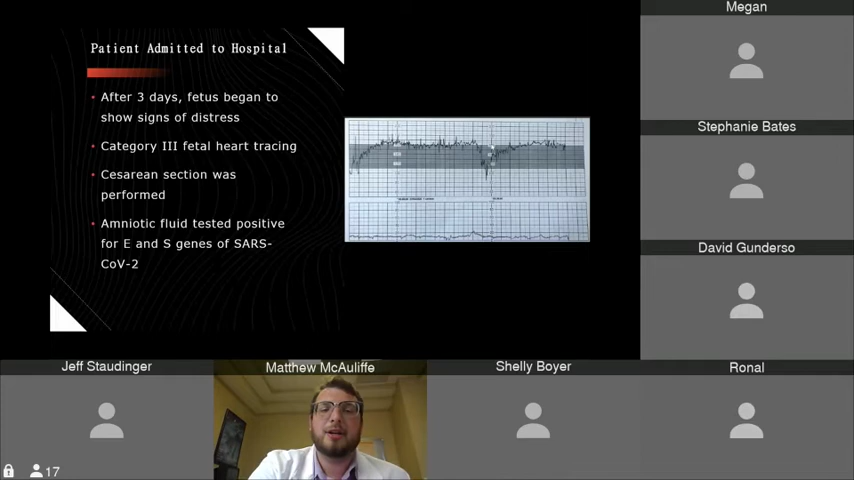 Patient Admitted to Hospital
• After 3 days, fetus began to
show signs of distress
• Category III fetal heart tracing
• Cesarean section was
performed
• Amniotic fluid tested positive
for E and S genes of SARS-
CoV-2
Megan
Stephanie Bates
David Gunderso
Jeff Staudinger
Matthew McAuliffe
Shelly Boyer
Ronal
17